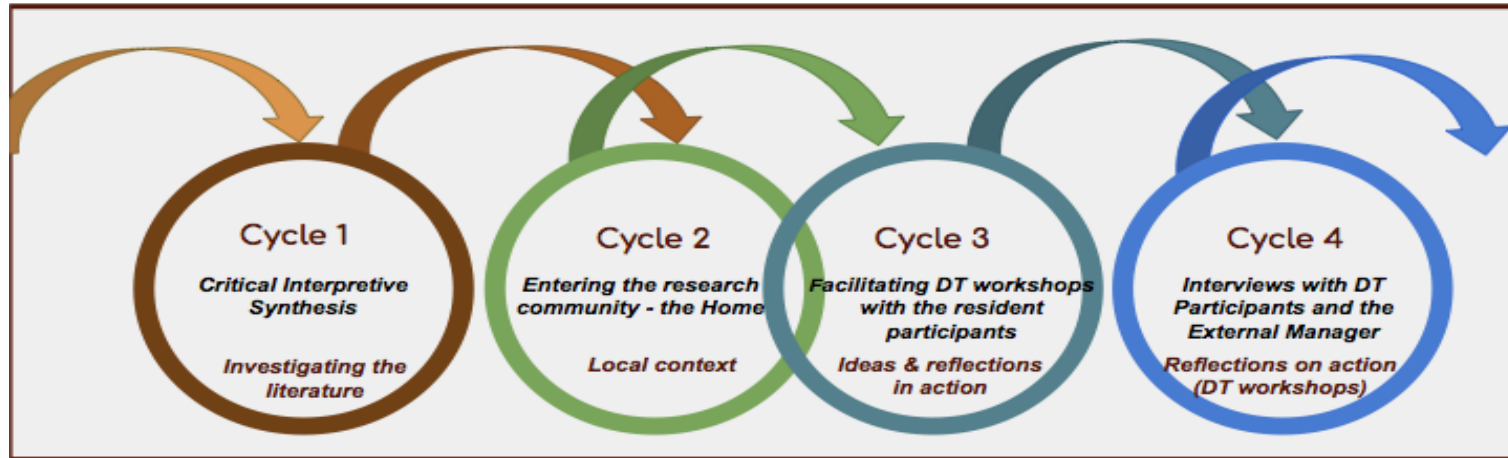 Cycle 1
Critical Interpretive
Synthesis
Investigating the
literature
Cycle 2
Entering the research
community - the Home
Local context
Cycle 3
Facilitating DT workshops
with the resident
participants
Ideas & reflections
in action
Cycle 4
Interviews with DT
Participants and the
External Manager
Reflections on action
(DT workshops)